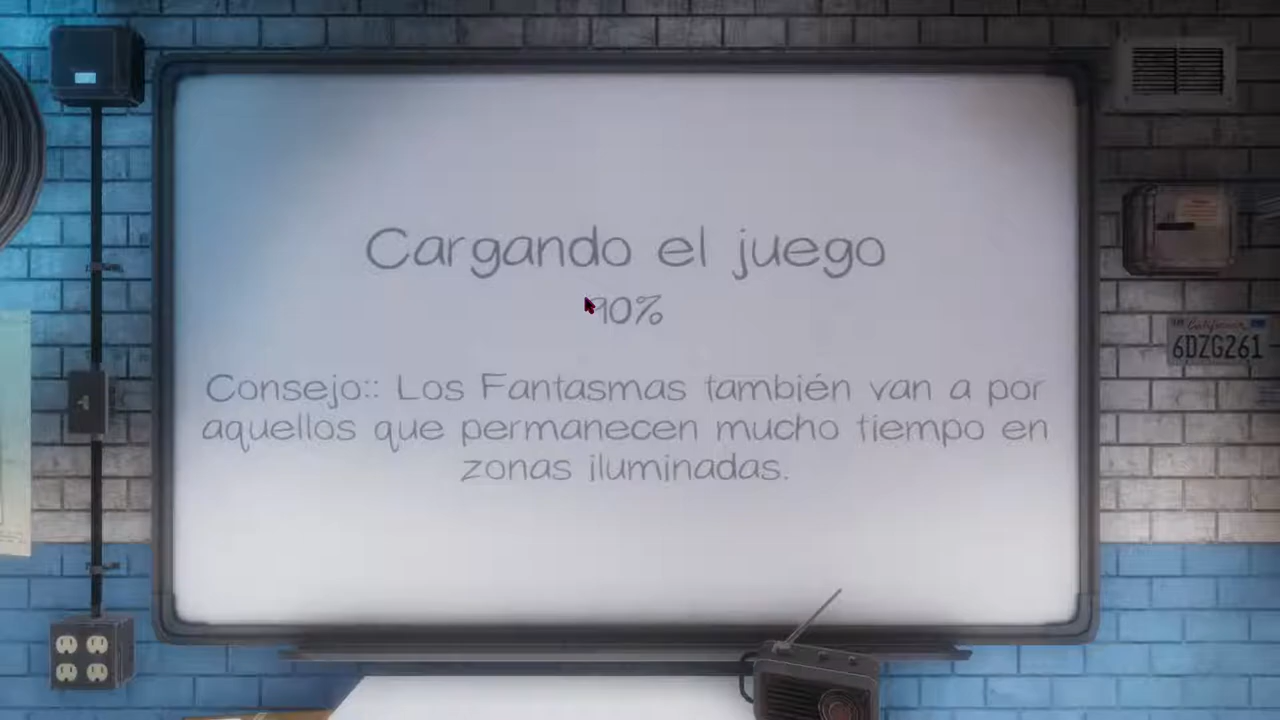 Cargando el juego
90%
Consejo:: Los Fantasmas también van a por
aquellos que permanecen mucho tiempo en
zonas iluminadas.
California
6DZG261